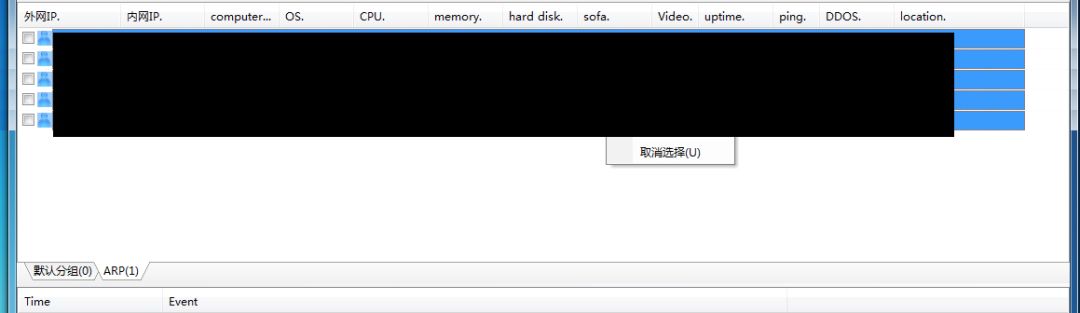 外网IP. 内网IP. computer... OS. CPU. memory. hard disk. sofa. Video. uptime. ping. DDOS. location.
取消选择(U)
默认分组(0) ARP(1)
Time Event